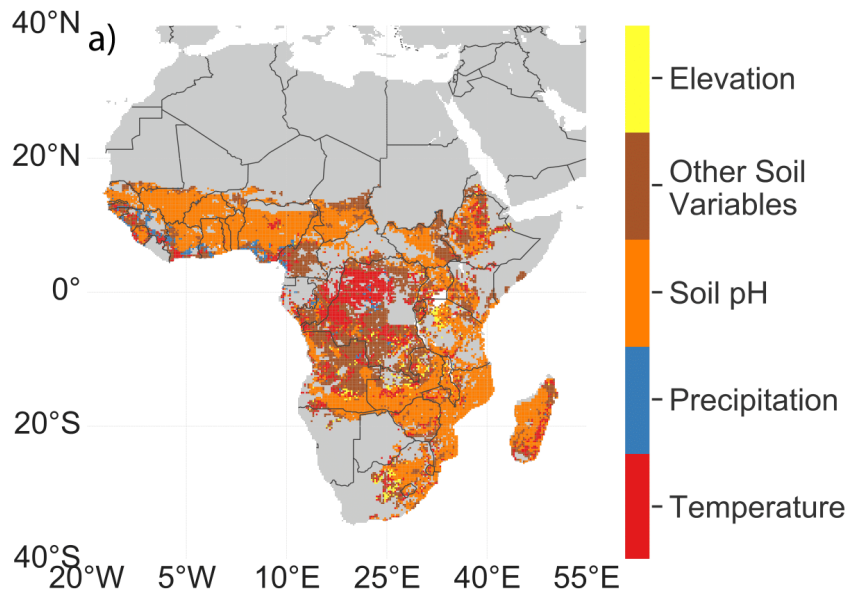 a)
40°N
20°N
0°
20°S
40°S
20°W 5°W 10°E 25°E 40°E 55°E
Elevation
Other Soil
Variables
Soil pH
Precipitation
Temperature